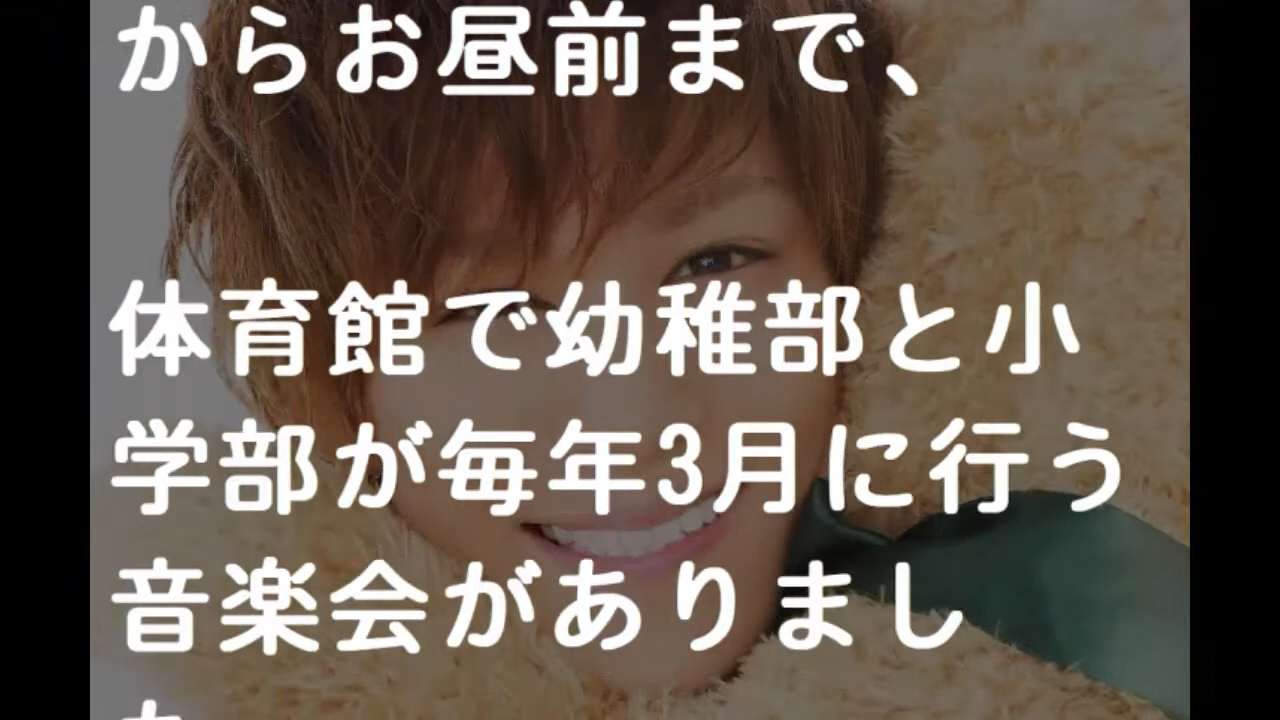 からお昼前まで、
体育館で幼稚部と小
学部が毎年3月に行う
音楽会がありまし